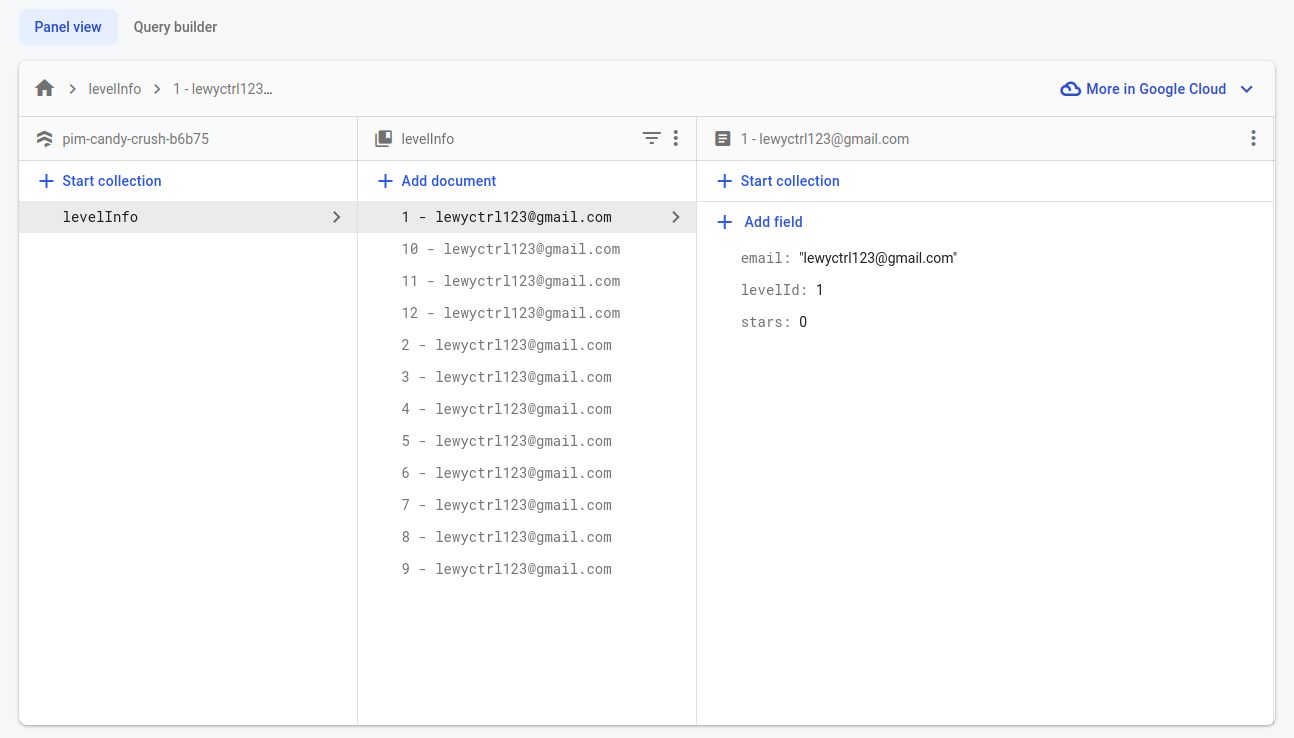 Panel view Query builder
levelInfo 1 - lewyctrl123… More in Google Cloud
pim-candy-crush-b6b75
Start collection
levelInfo
levelInfo
Add document
1 - lewyctrl123@gmail.com
10 - lewyctrl123@gmail.com
11 - lewyctrl123@gmail.com
12 - lewyctrl123@gmail.com
2 - lewyctrl123@gmail.com
3 - lewyctrl123@gmail.com
4 - lewyctrl123@gmail.com
5 - lewyctrl123@gmail.com
6 - lewyctrl123@gmail.com
7 - lewyctrl123@gmail.com
8 - lewyctrl123@gmail.com
9 - lewyctrl123@gmail.com
1 - lewyctrl123@gmail.com
Start collection
Add field
email: "lewyctrl123@gmail.com"
levelId: 1
stars: 0